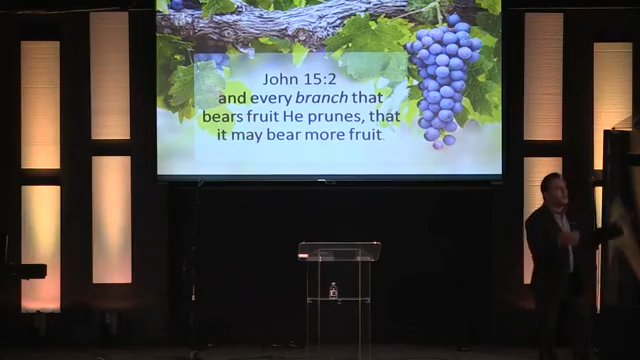 John 15:2
and every branch that
bears fruit He prunes, that
it may bear more fruit.